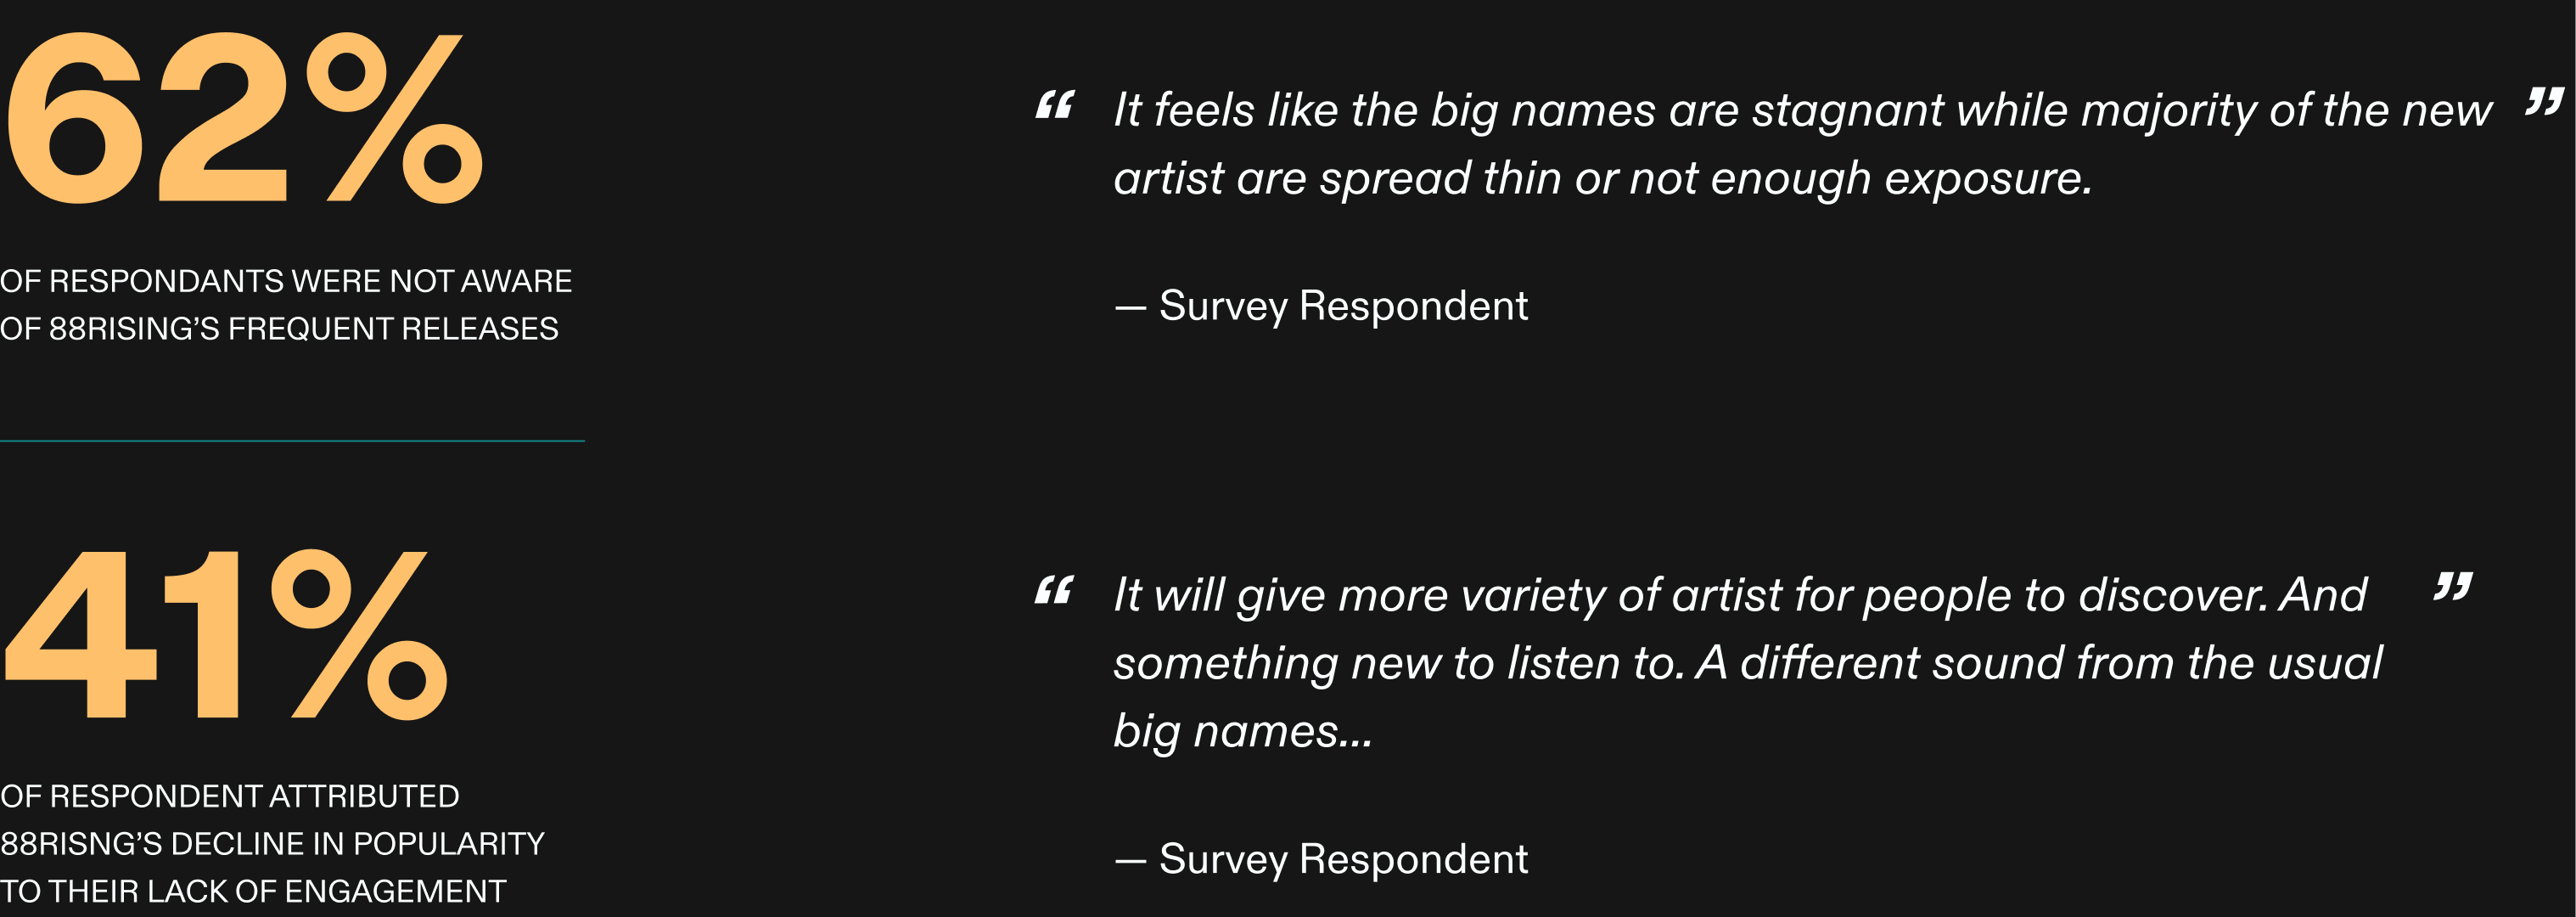 62%
OF RESPONDANTS WERE NOT AWARE
OF 88RISING’S FREQUENT RELEASES
“ It feels like the big names are stagnant while majority of the new ”
artist are spread thin or not enough exposure.
— Survey Respondent
41%
OF RESPONDENT ATTRIBUTED
88RISNG’S DECLINE IN POPULARITY
TO THEIR LACK OF ENGAGEMENT
“ It will give more variety of artist for people to discover. And ”
something new to listen to. A different sound from the usual
big names...
— Survey Respondent